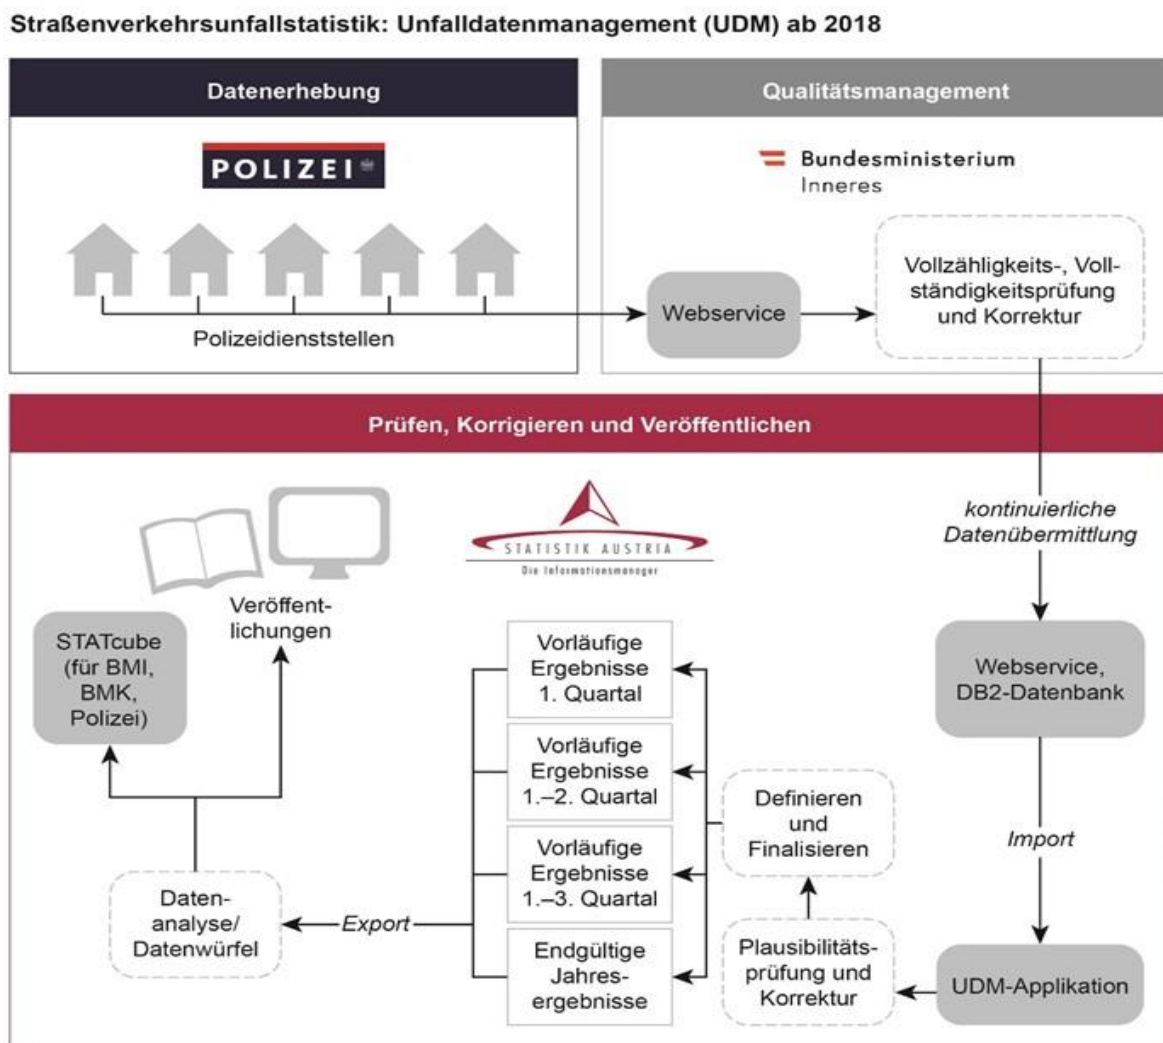 Straßenverkehrsunfallstatistik: Unfalldatenmanagement (UDM) ab 2018
Datenerhebung
POLIZEI
Polizeidienststellen
Qualitätsmanagement
Bundesministerium
Inneres
Webservice
Vollzähligkeits-, Voll-
ständigkeitsprüfung
und Korrektur
Prüfen, Korrigieren und Veröffentlichen
kontinuierliche
Datenübermittlung
STATISTIK AUSTRIA
Die Informationsmanager
Webservice,
DB2-Datenbank
Import
UDM-Applikation
Plausibilitäts-
prüfung und
Korrektur
Definieren
und
Finalisieren
Vorläufige
Ergebnisse
1. Quartal
Vorläufige
Ergebnisse
1.–2. Quartal
Vorläufige
Ergebnisse
1.–3. Quartal
Endgültige
Jahres-
ergebnisse
Export
Daten-
analyse/
Datenwürfel
STATcube
(für BMI,
BMK,
Polizei)
Veröffent-
lichungen